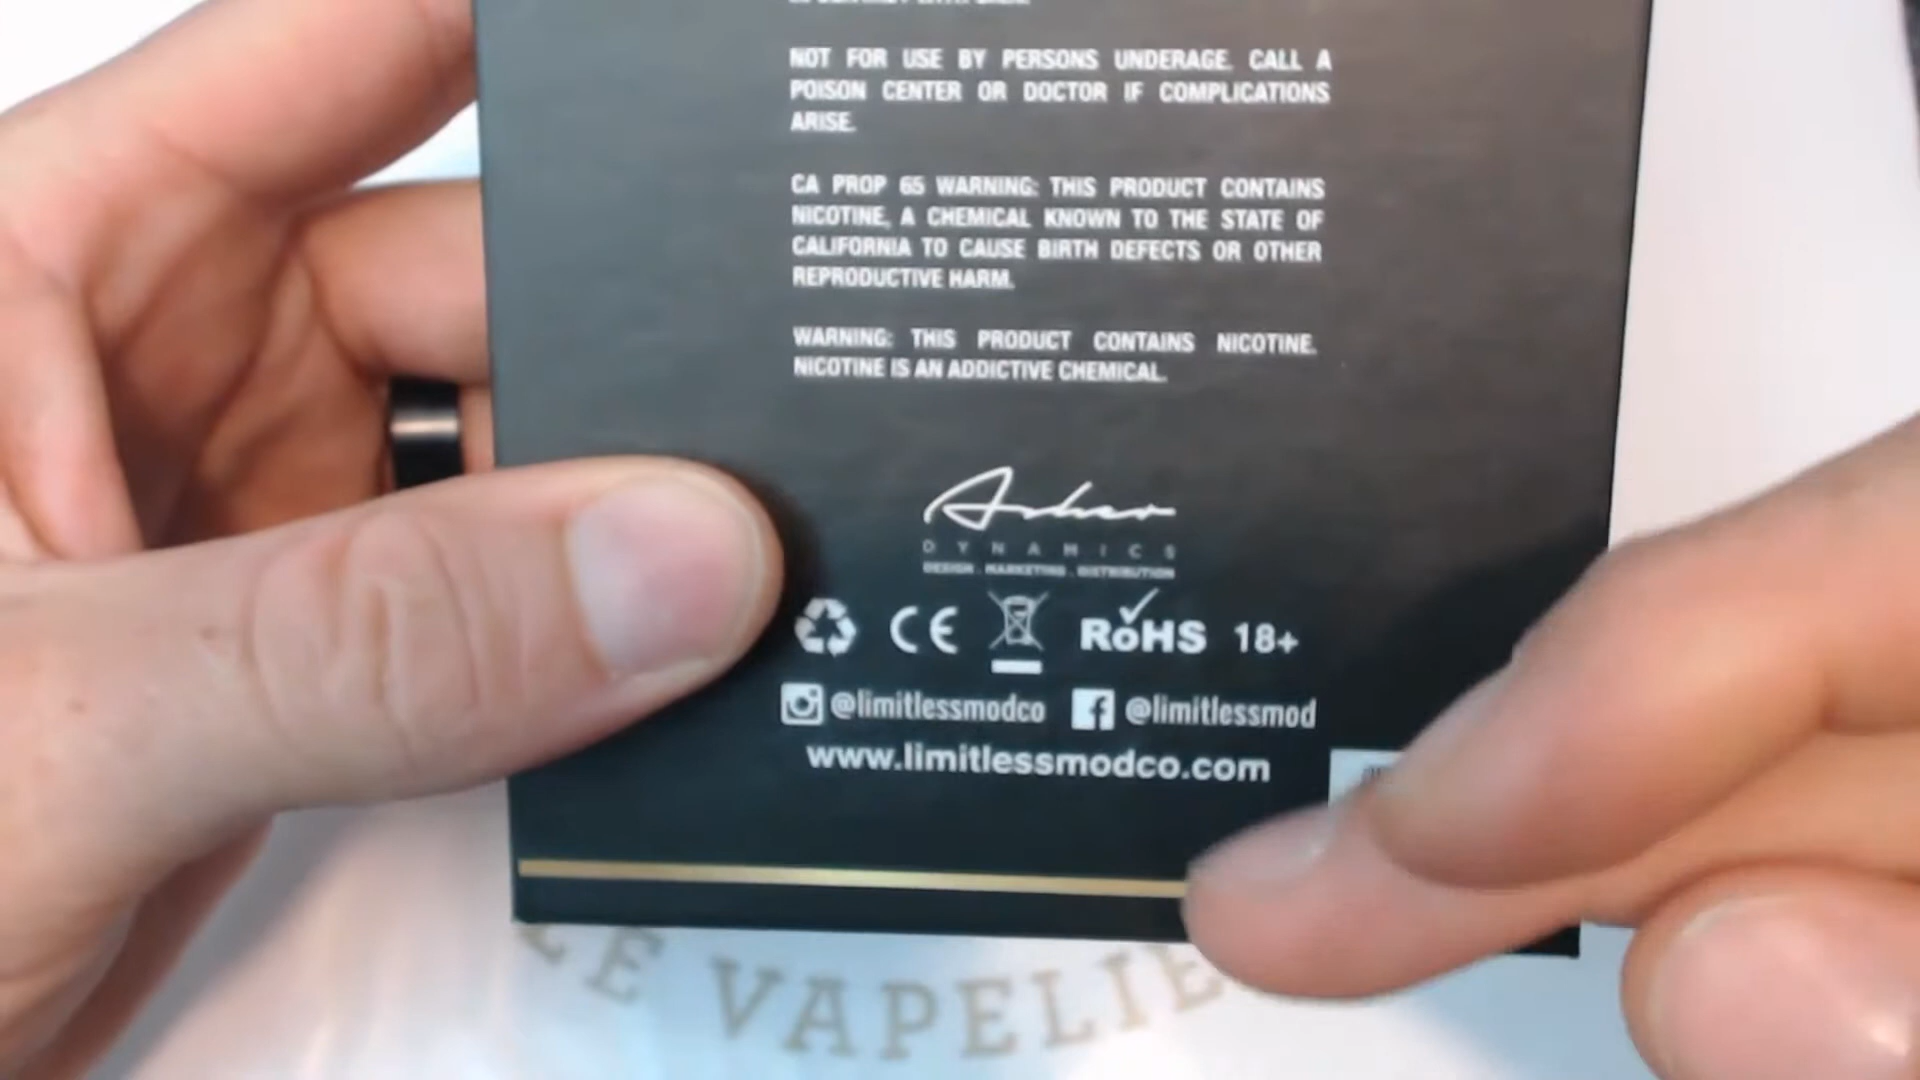 NOT FOR USE BY PERSONS UNDERAGE. CALL A
POISON CENTER OR DOCTOR IF COMPLICATIONS
ARISE.
CA PROP 65 WARNING: THIS PRODUCT CONTAINS
NICOTINE, A CHEMICAL KNOWN TO THE STATE OF
CALIFORNIA TO CAUSE BIRTH DEFECTS OR OTHER
REPRODUCTIVE HARM.
WARNING: THIS PRODUCT CONTAINS NICOTINE.
NICOTINE IS AN ADDICTIVE CHEMICAL.
Asher
DYNAMICS
DESIGN . MARKETING . DISTRIBUTION
CE RoHS 18+
@limitlessmodco @limitlessmod
www.limitlessmodco.com
LE VAPELIE